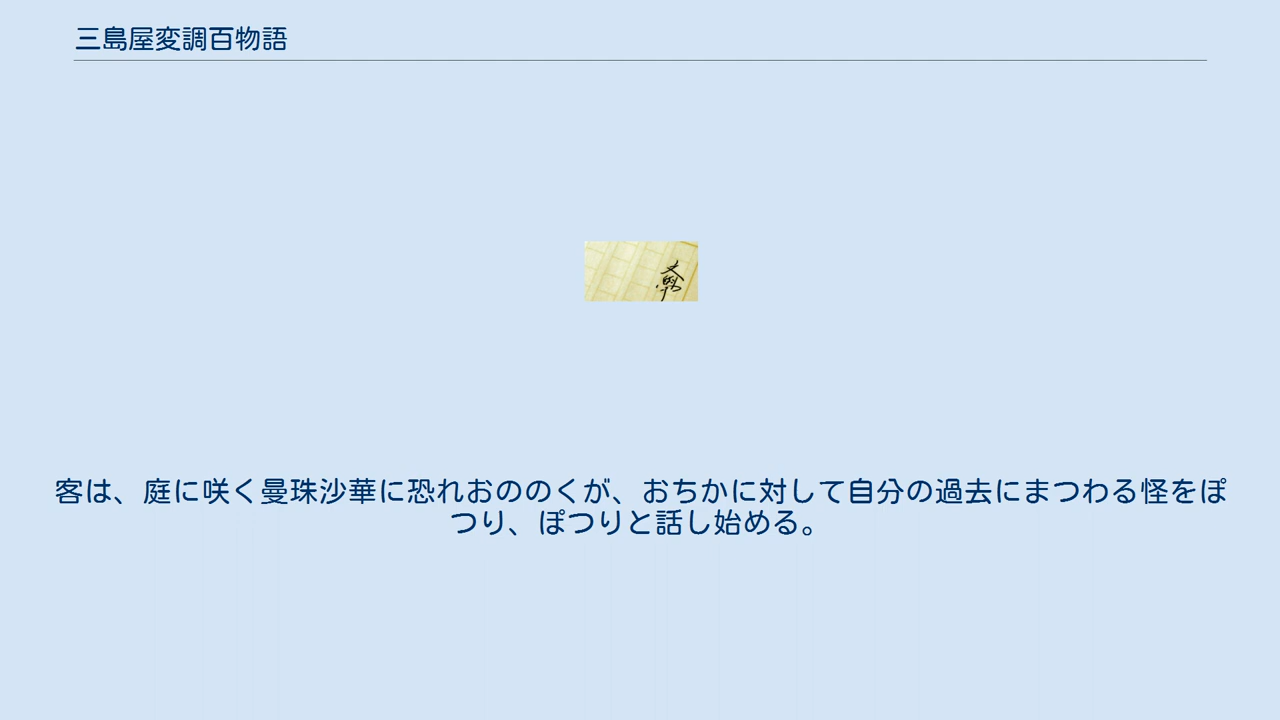 三島屋変調百物語
客は、庭に咲く曼珠沙華に恐れおののくが、おちかに対して自分の過去にまつわる怪をぽ
つり、ぽつりと話し始める。